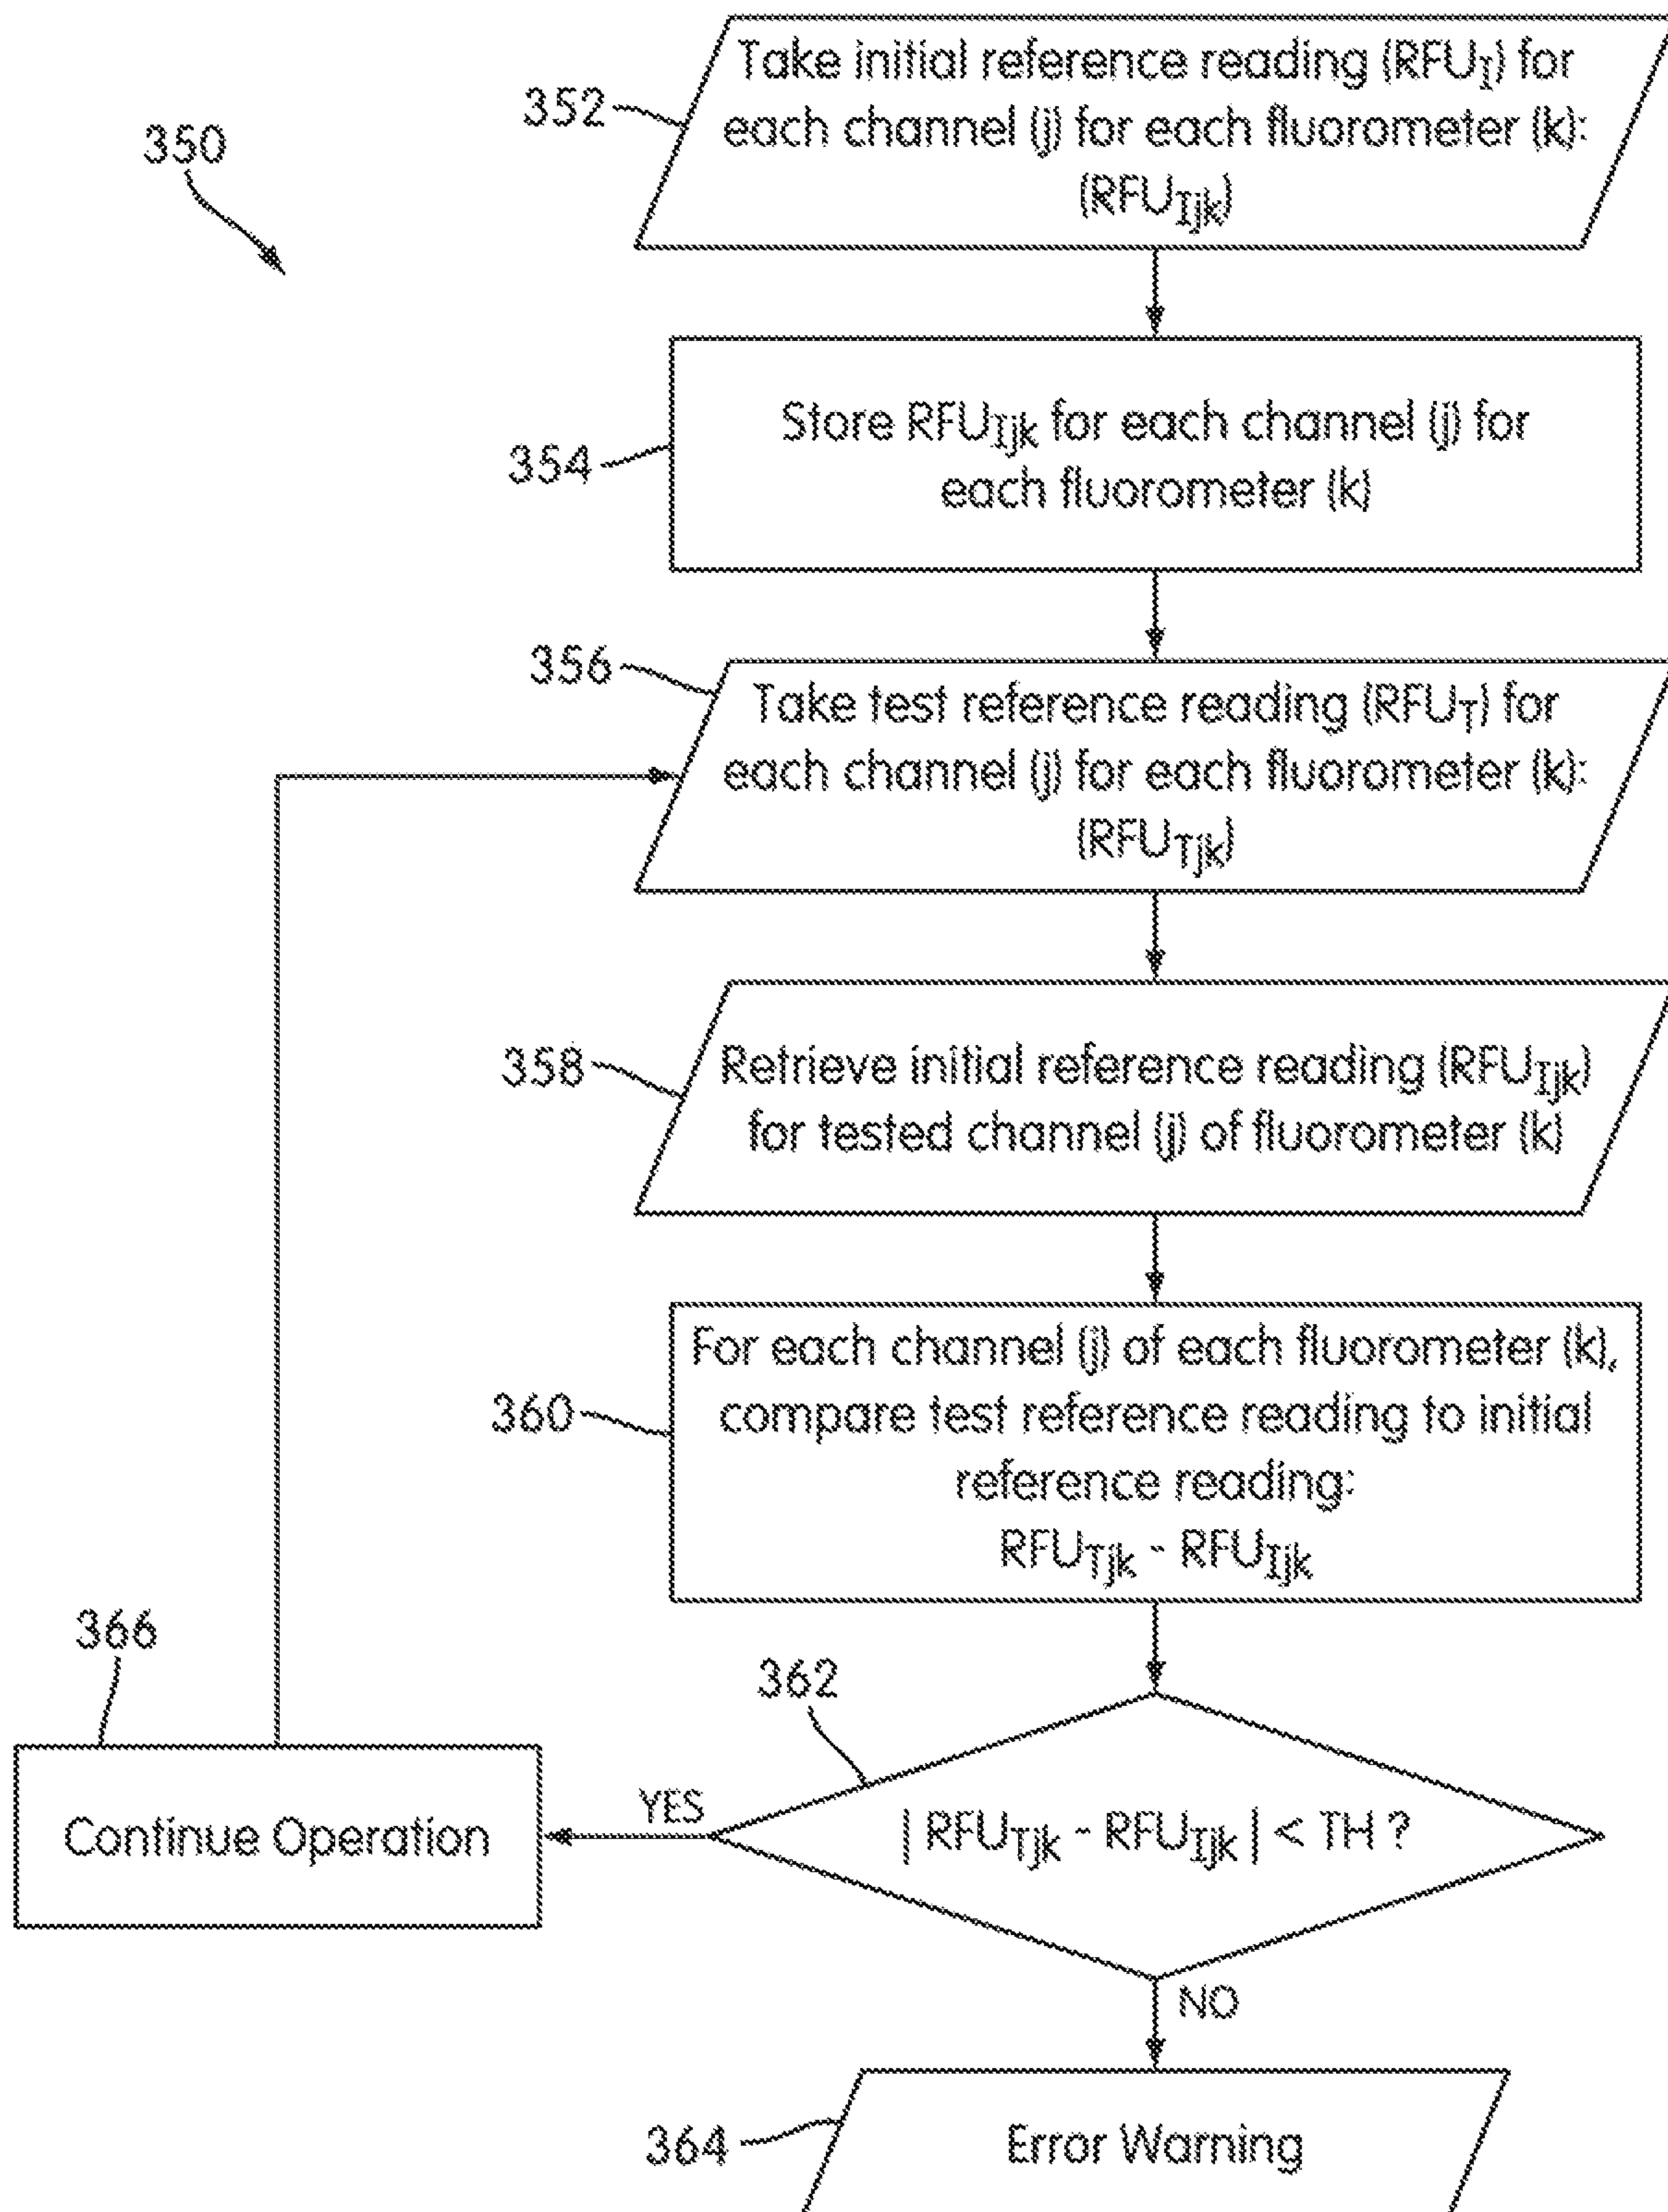 350
352
Take initial reference reading (RFU_I) for
each channel (j) for each fluorometer (k):
(RFU_Ijk)
354
Store RFU_Ijk for each channel (j) for
each fluorometer (k)
356
Take test reference reading (RFU_T) for
each channel (j) for each fluorometer (k):
(RFU_Tjk)
358
Retrieve initial reference reading (RFU_Ijk)
for tested channel (j) of fluorometer (k)
360
For each channel (j) of each fluorometer (k),
compare test reference reading to initial
reference reading:
RFU_Tjk - RFU_Ijk
362
| RFU_Tjk - RFU_Ijk | < TH ?
YES
366
Continue Operation
NO
364
Error Warning